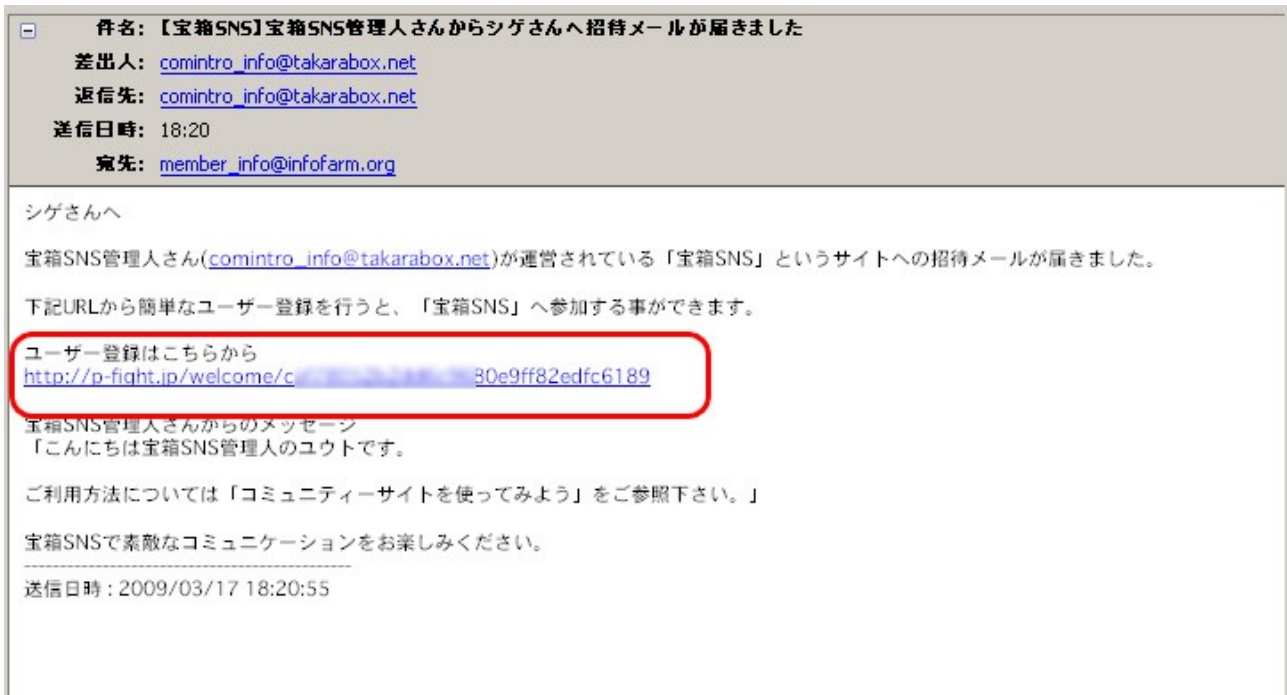 件名: 【宝箱SNS】宝箱SNS管理人さんからシゲさんへ招待メールが届きました
差出人: comintro_info@takarabox.net
返信先: comintro_info@takarabox.net
送信日時: 18:20
宛先: member_info@infofarm.org
シゲさんへ
宝箱SNS管理人さん(comintro_info@takarabox.net)が運営されている「宝箱SNS」というサイトへの招待メールが届きました。
下記URLから簡単なユーザー登録を行うと、「宝箱SNS」へ参加する事ができます。
ユーザー登録はこちらから
http://p-fight.jp/welcome/c 80e9ff82edfc6189
宝箱SNS管理人さんからのメッセージ
「こんにちは宝箱SNS管理人のユウトです。
ご利用方法については「コミュニティーサイトを使ってみよう」をご参照下さい。」
宝箱SNSで素敵なコミュニケーションをお楽しみください。
送信日時 : 2009/03/17 18:20:55